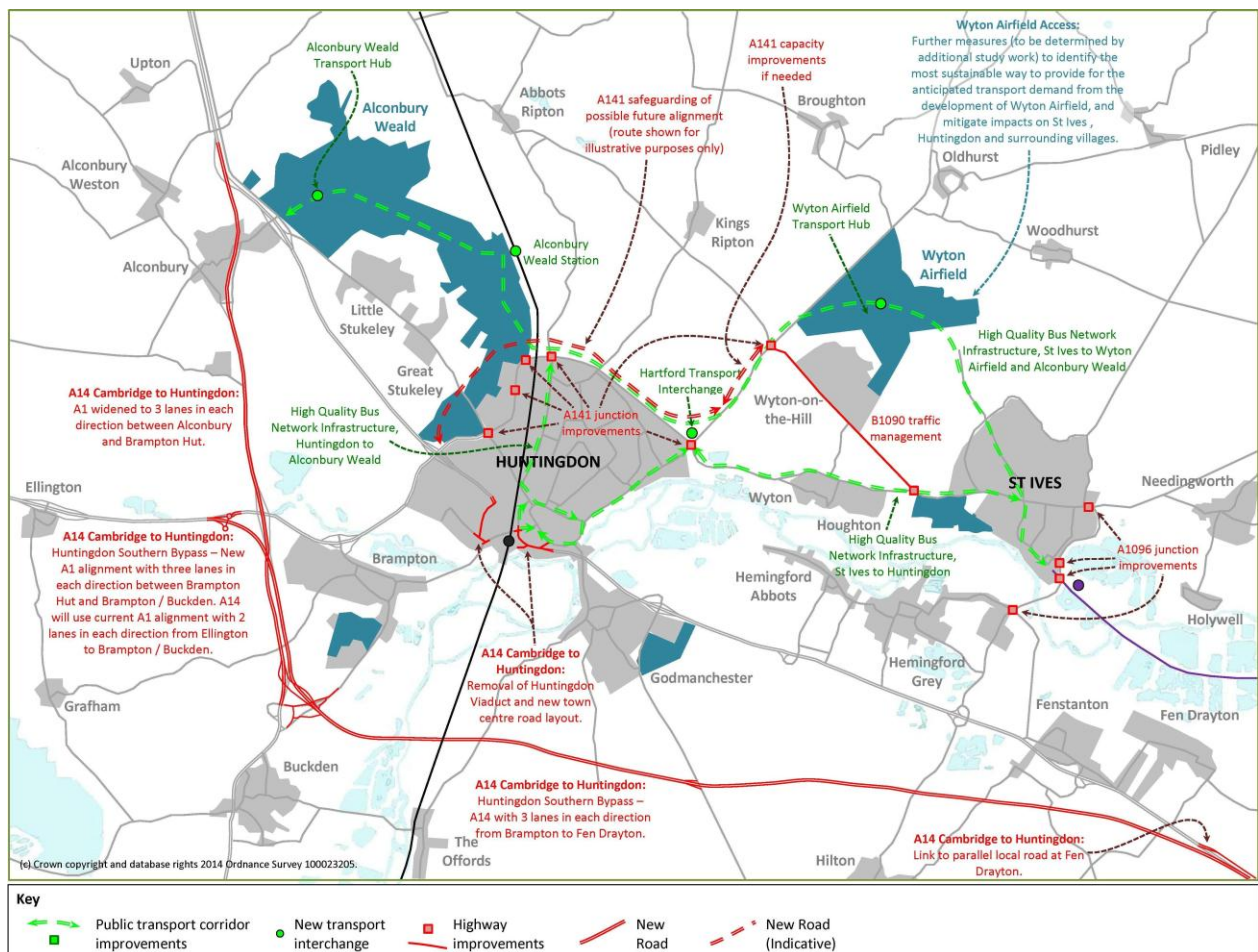 Wyton Airfield Access:
Further measures (to be determined by
additional study work) to identify the
most sustainable way to provide for the
anticipated transport demand from the
development of Wyton Airfield, and
mitigate impacts on St Ives ,
Huntingdon and surrounding villages.
Alconbury Weald
Transport Hub
A141 capacity
improvements
if needed
Upton
Alconbury
Weald
Abbots
Ripton
A141 safeguarding of
possible future alignment
(route shown for
illustrative purposes only)
Broughton
Pidley
Oldhurst
Alconbury
Weston
Kings
Ripton
Wyton Airfield
Transport Hub
Woodhurst
Alconbury
Alconbury
Weald Station
Wyton
Airfield
Little
Stukeley
High Quality Bus Network
Infrastructure, St Ives to Wyton
Airfield and Alconbury Weald
Great
Stukeley
Hartford Transport
Interchange
A14 Cambridge to Huntingdon:
A1 widened to 3 lanes in each
direction between Alconbury
and Brampton Hut.
High Quality Bus
Network Infrastructure,
Huntingdon to
Alconbury Weald
A141 junction
improvements
Wyton-on
the-Hill
B1090 traffic
management
HUNTINGDON
ST IVES
Needingworth
Ellington
Wyton
Houghton
High Quality Bus
Network Infrastructure,
St Ives to Huntingdon
A14 Cambridge to Huntingdon:
Huntingdon Southern Bypass – New
A1 alignment with three lanes in
each direction between Brampton
Hut and Brampton / Buckden. A14
will use current A1 alignment with 2
lanes in each direction from Ellington
to Brampton / Buckden.
Brampton
Hemingford
Abbots
A1096 junction
improvements
Holywell
A14 Cambridge to
Huntingdon:
Removal of Huntingdon
Viaduct and new town
centre road layout.
Godmanchester
Hemingford
Grey
Grafham
Fenstanton
Fen Drayton
Buckden
A14 Cambridge to Huntingdon:
Huntingdon Southern Bypass –
A14 with 3 lanes in each direction
from Brampton to Fen Drayton.
The
Offords
Hilton
A14 Cambridge to Huntingdon:
Link to parallel local road at Fen
Drayton.
(c) Crown copyright and database rights 2014 Ordnance Survey 100023205.
Key
Public transport corridor
improvements
New transport
interchange
Highway
improvements
New
Road
New Road
(Indicative)